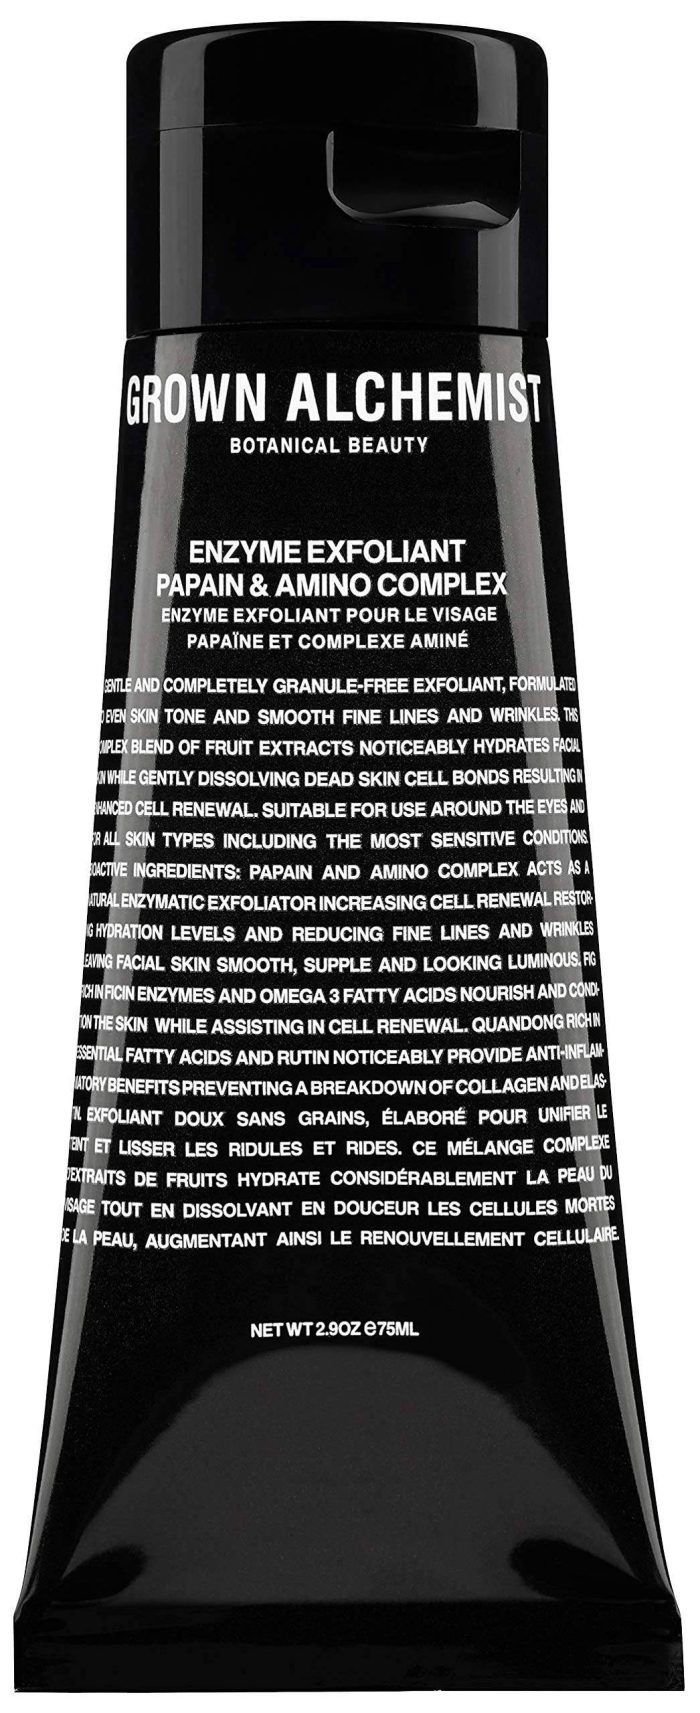 GROWN ALCHEMIST
BOTANICAL BEAUTY
ENZYME EXFOLIANT
PAPAIN & AMINO COMPLEX
ENZYME EXFOLIANT POUR LE VISAGE
PAPAÏNE ET COMPLEXE AMINÉ
GENTLE AND COMPLETELY GRANULE-FREE EXFOLIANT, FORMULATED
TO EVEN SKIN TONE AND SMOOTH FINE LINES AND WRINKLES. THIS
COMPLEX BLEND OF FRUIT EXTRACTS NOTICEABLY HYDRATES FACIAL
SKIN WHILE GENTLY DISSOLVING DEAD SKIN CELL BONDS RESULTING IN
ENHANCED CELL RENEWAL. SUITABLE FOR USE AROUND THE EYES AND
FOR ALL SKIN TYPES INCLUDING THE MOST SENSITIVE CONDITIONS.
BIOACTIVE INGREDIENTS: PAPAIN AND AMINO COMPLEX ACTS AS A
NATURAL ENZYMATIC EXFOLIATOR INCREASING CELL RENEWAL RESTOR-
ING HYDRATION LEVELS AND REDUCING FINE LINES AND WRINKLES
LEAVING FACIAL SKIN SMOOTH, SUPPLE AND LOOKING LUMINOUS. FIG
RICH IN FICIN ENZYMES AND OMEGA 3 FATTY ACIDS NOURISH AND CONDI-
TION THE SKIN WHILE ASSISTING IN CELL RENEWAL. QUANDONG RICH IN
ESSENTIAL FATTY ACIDS AND RUTIN NOTICEABLY PROVIDE ANTI-INFLAM-
MATORY BENEFITS PREVENTING A BREAKDOWN OF COLLAGEN AND ELAS-
TIN. EXFOLIANT DOUX SANS GRAINS, ÉLABORÉ POUR UNIFIER LE
TEINT ET LISSER LES RIDULES ET RIDES. CE MÉLANGE COMPLEXE
D'EXTRAITS DE FRUITS HYDRATE CONSIDÉRABLEMENT LA PEAU DU
VISAGE TOUT EN DISSOLVANT EN DOUCEUR LES CELLULES MORTES
DE LA PEAU, AUGMENTANT AINSI LE RENOUVELLEMENT CELLULAIRE.
NET WT 2.9OZ ℮75ML